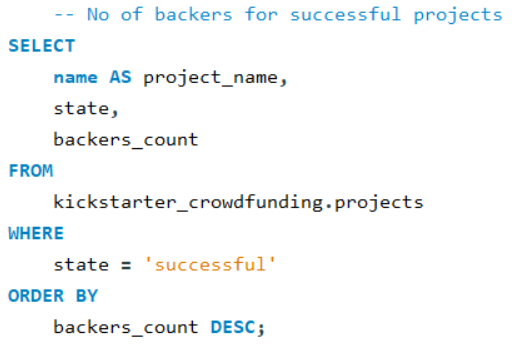 -- No of backers for successful projects
SELECT
name AS project_name,
state,
backers_count
FROM
kickstarter_crowdfunding.projects
WHERE
state = 'successful'
ORDER BY
backers_count DESC;